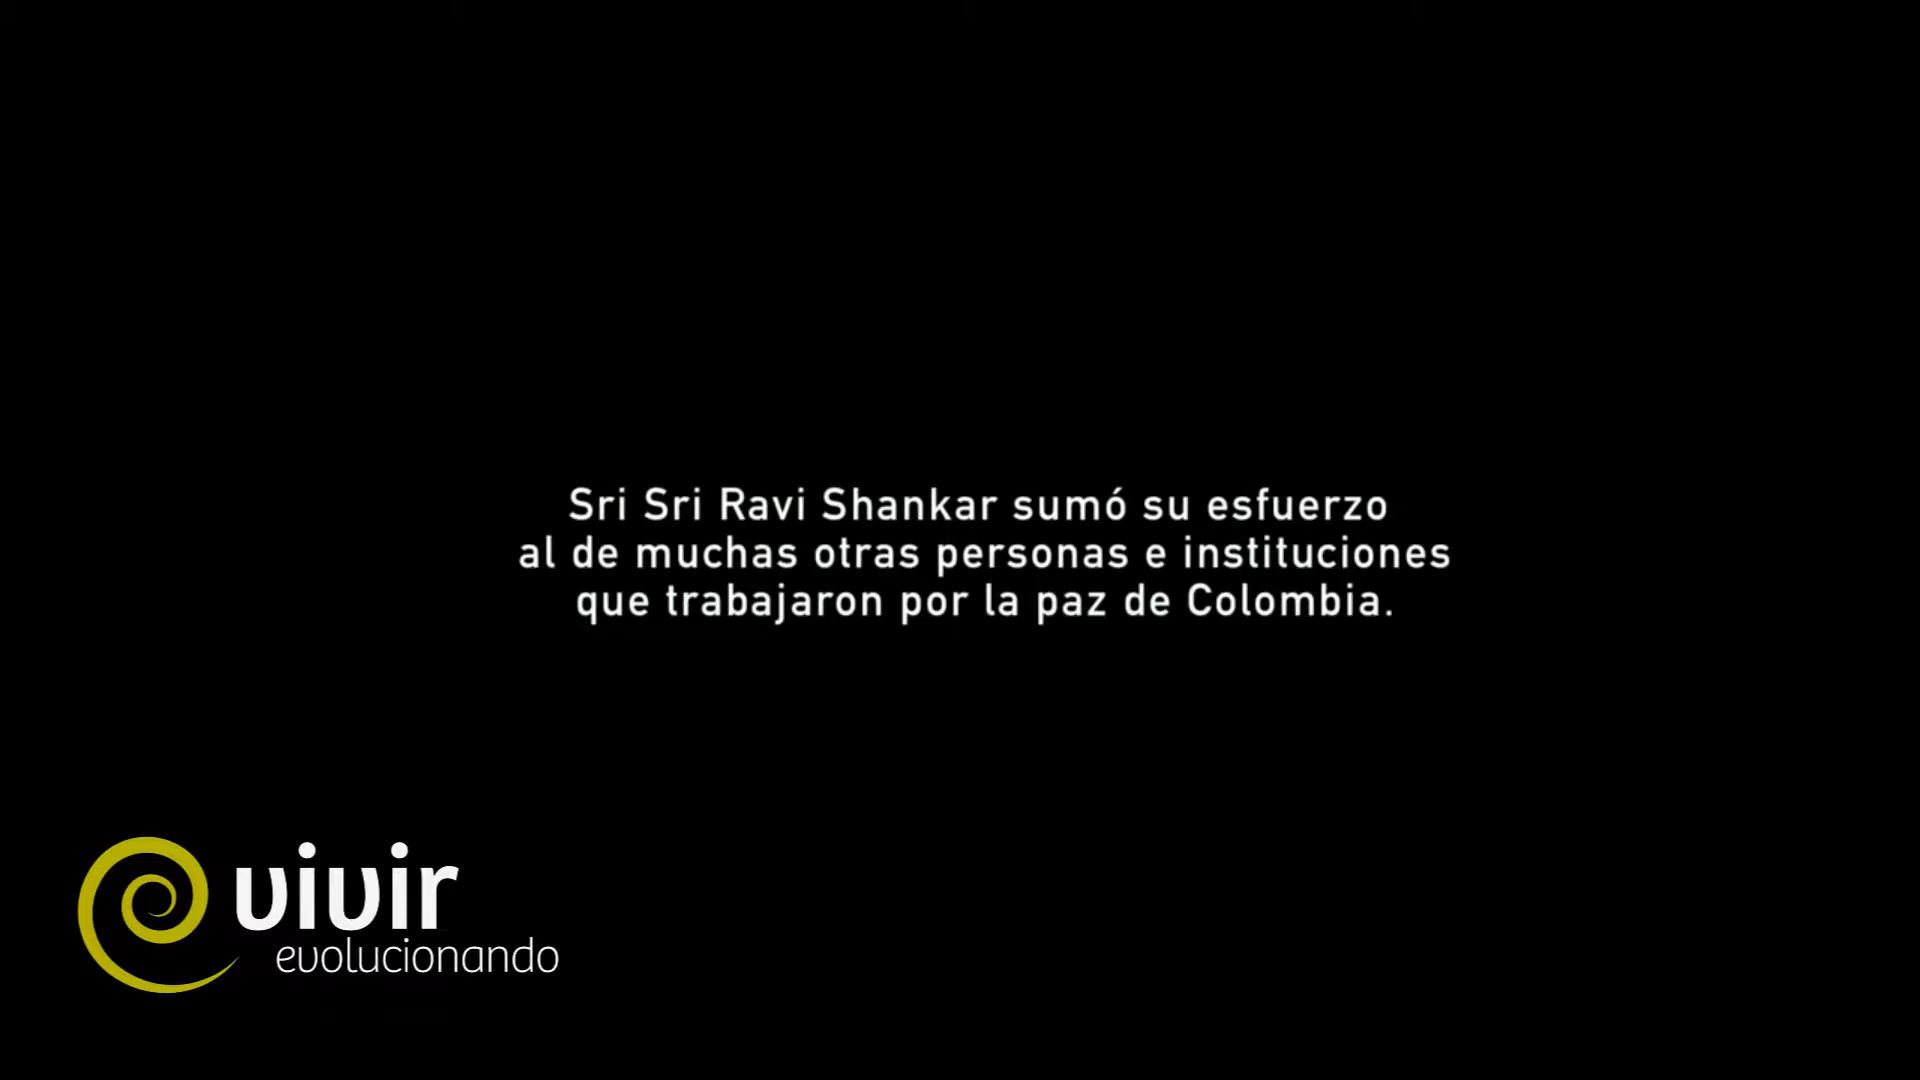 Sri Sri Ravi Shankar sumó su esfuerzo
al de muchas otras personas e instituciones
que trabajaron por la paz de Colombia.
vivir
evolucionando